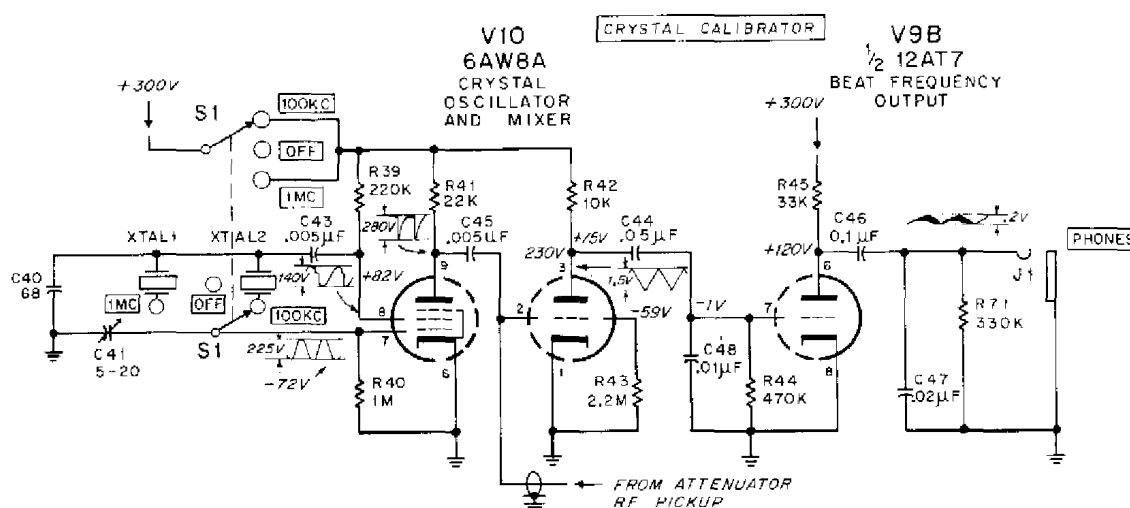 CRYSTAL CALIBRATOR
V10
6AW8A
CRYSTAL
OSCILLATOR
AND MIXER
V9B
½ 12AT7
BEAT FREQUENCY
OUTPUT
+300V
S1
100KC
OFF
1MC
R39
220K
R41
22K
R42
10K
+300V
R45
33K
C43
.005µF
280V
C45
.005µF
C44
.05µF
C46
0.1µF
2V
PHONES
J1
XTAL1
XTAL2
140V
+82V
9
230V
3
1.5V
+120V
6
C40
68
1MC
OFF
100KC
2
8
7
2
-59V
-1V
7
R71
330K
C41
5-20
S1
225V
-72V
R40
1M
6
1
R43
2.2M
C48
.01µF
R44
470K
8
C47
.02µF
FROM ATTENUATOR
RF PICKUP